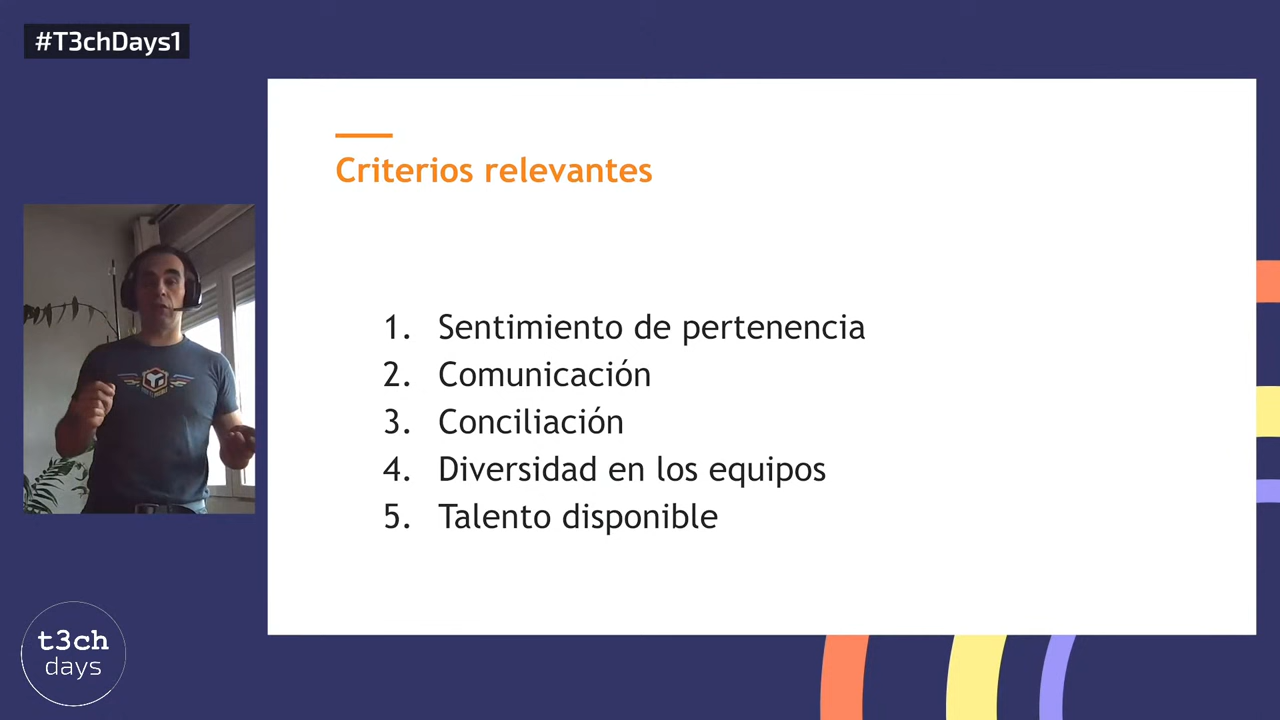 #T3chDays1
Criterios relevantes
1. Sentimiento de pertenencia
2. Comunicación
3. Conciliación
4. Diversidad en los equipos
5. Talento disponible
t3ch
days